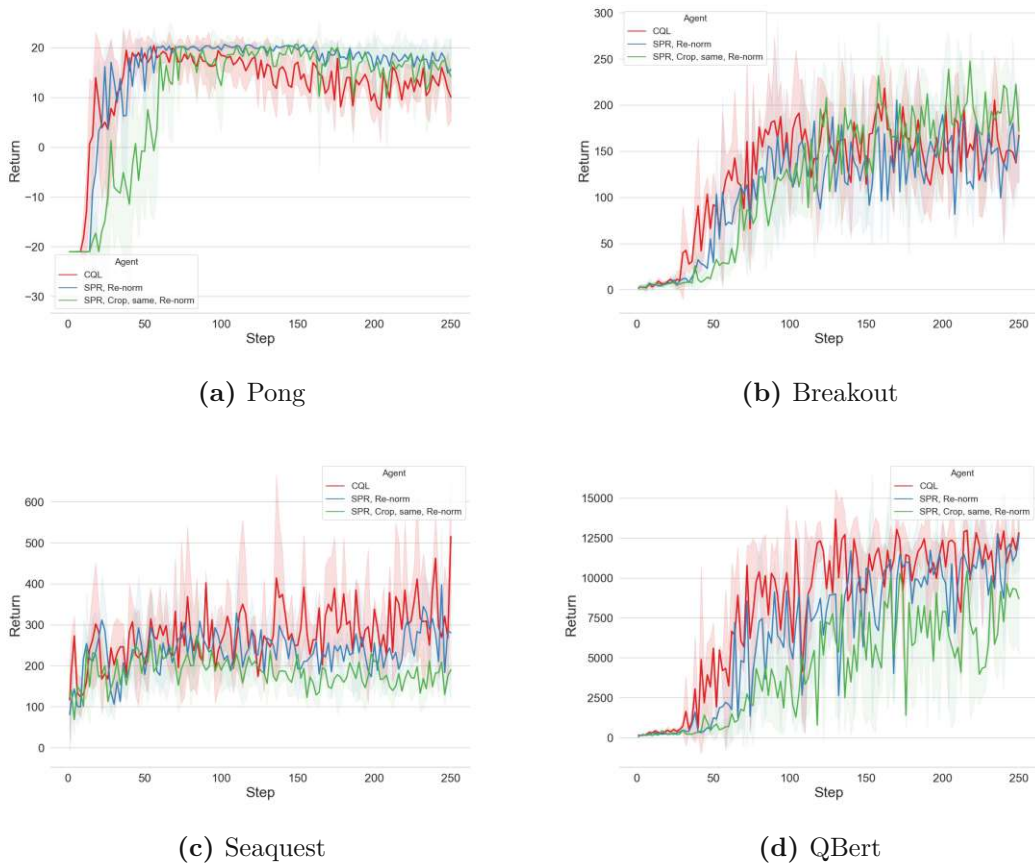 20
10
0
−10
−20
−30
Return
Agent
CQL
SPR, Re-norm
SPR, Crop, same, Re-norm
0 50 100 150 200 250
Step
(a) Pong
300
250
200
150
100
50
0
Return
Agent
CQL
SPR, Re-norm
SPR, Crop, same, Re-norm
0 50 100 150 200 250
Step
(b) Breakout
600
500
400
300
200
100
0
Return
Agent
CQL
SPR, Re-norm
SPR, Crop, same, Re-norm
0 50 100 150 200 250
Step
(c) Seaquest
15000
12500
10000
7500
5000
2500
0
Return
Agent
CQL
SPR, Re-norm
SPR, Crop, same, Re-norm
0 50 100 150 200 250
Step
(d) QBert